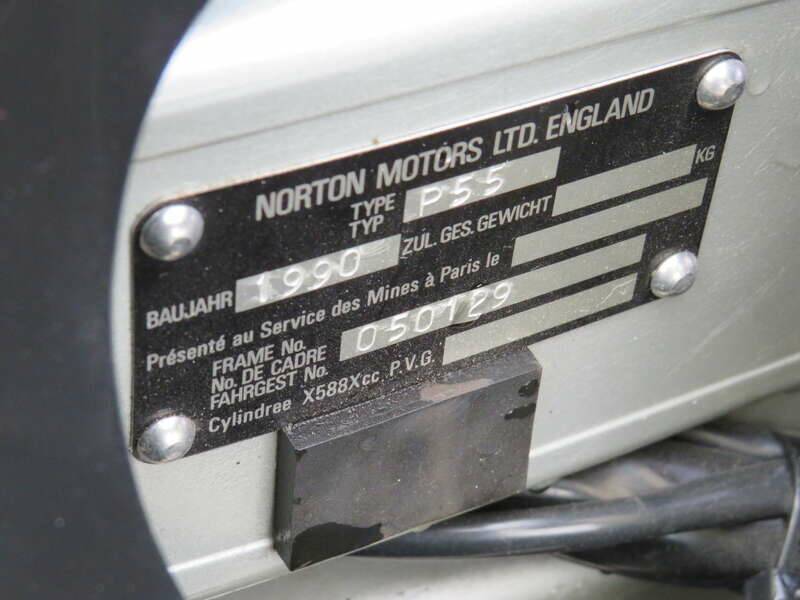 NORTON MOTORS LTD. ENGLAND
TYPE
TYP P55
BAUJAHR 1990 ZUL. GES. GEWICHT KG
Présenté au Service des Mines à Paris le
FRAME No.
No. DE CADRE 050129
FAHRGEST No.
Cylindree X588Xcc P.V.G.